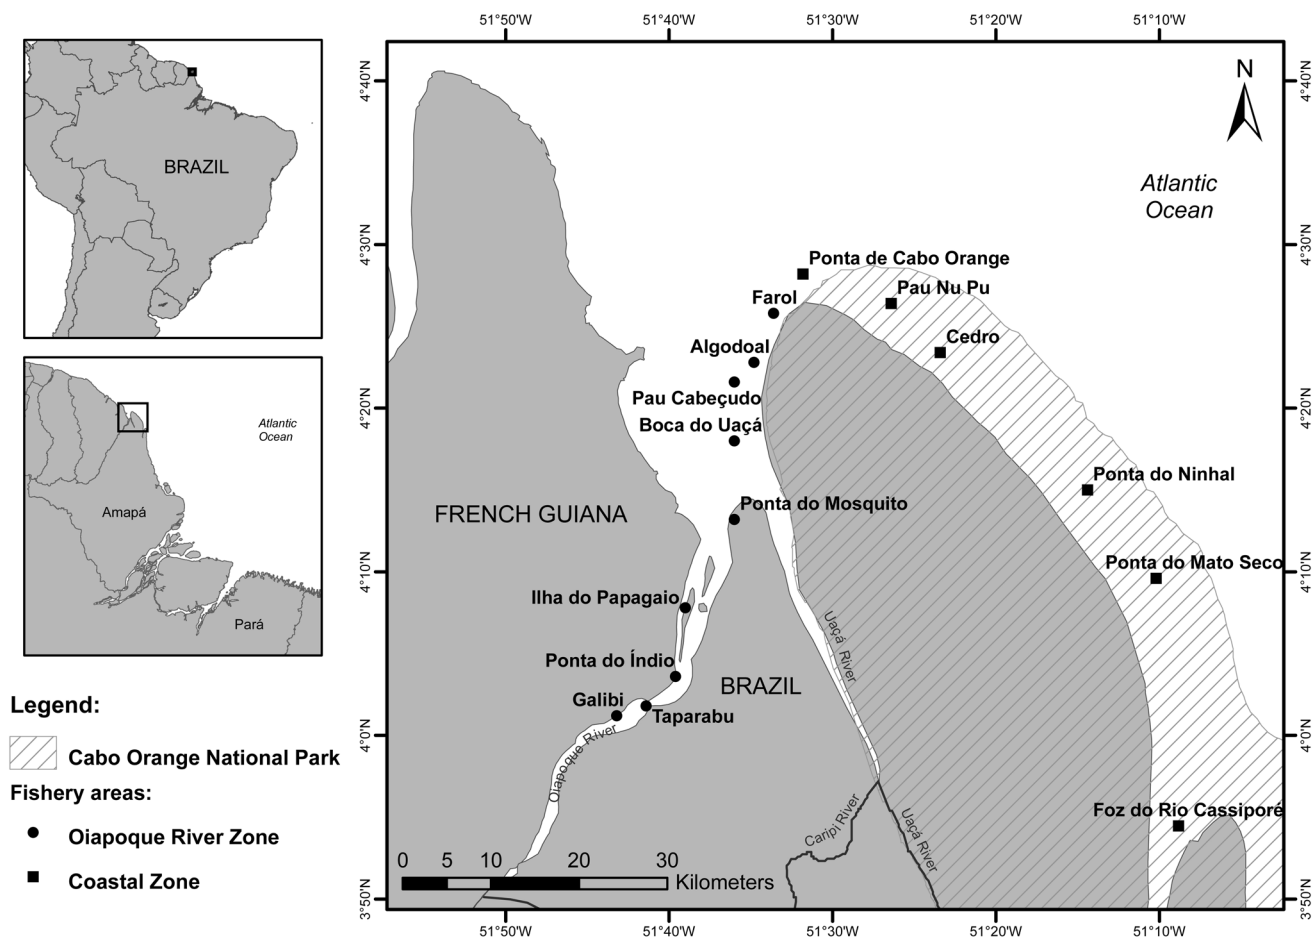 51°50'W
51°40'W
51°30'W
51°20'W
51°10'W
4°40'N
4°40'N
N
BRAZIL
Atlantic
Ocean
4°30'N
4°30'N
Ponta de Cabo Orange
Pau Nu Pu
Farol
Cedro
Algodoal
Pau Cabeçudo
4°20'N
4°20'N
Boca do Uaçá
Atlantic
Ocean
Ponta do Ninhal
Amapá
FRENCH GUIANA
Ponta do Mosquito
Ponta do Mato Seco
4°10'N
4°10'N
Ilha do Papagaio
Pará
Uaçá River
Ponta do Índio
BRAZIL
Galibi
Taparabu
Legend:
Cabo Orange National Park
Fishery areas:
Oiapoque River Zone
Coastal Zone
4°0'N
4°0'N
Oiapoque River
Foz do Rio Cassiporé
Caripi River
Uaçá River
0 5 10 20 30
Kilometers
3°50'N
3°50'N
51°50'W
51°40'W
51°30'W
51°20'W
51°10'W